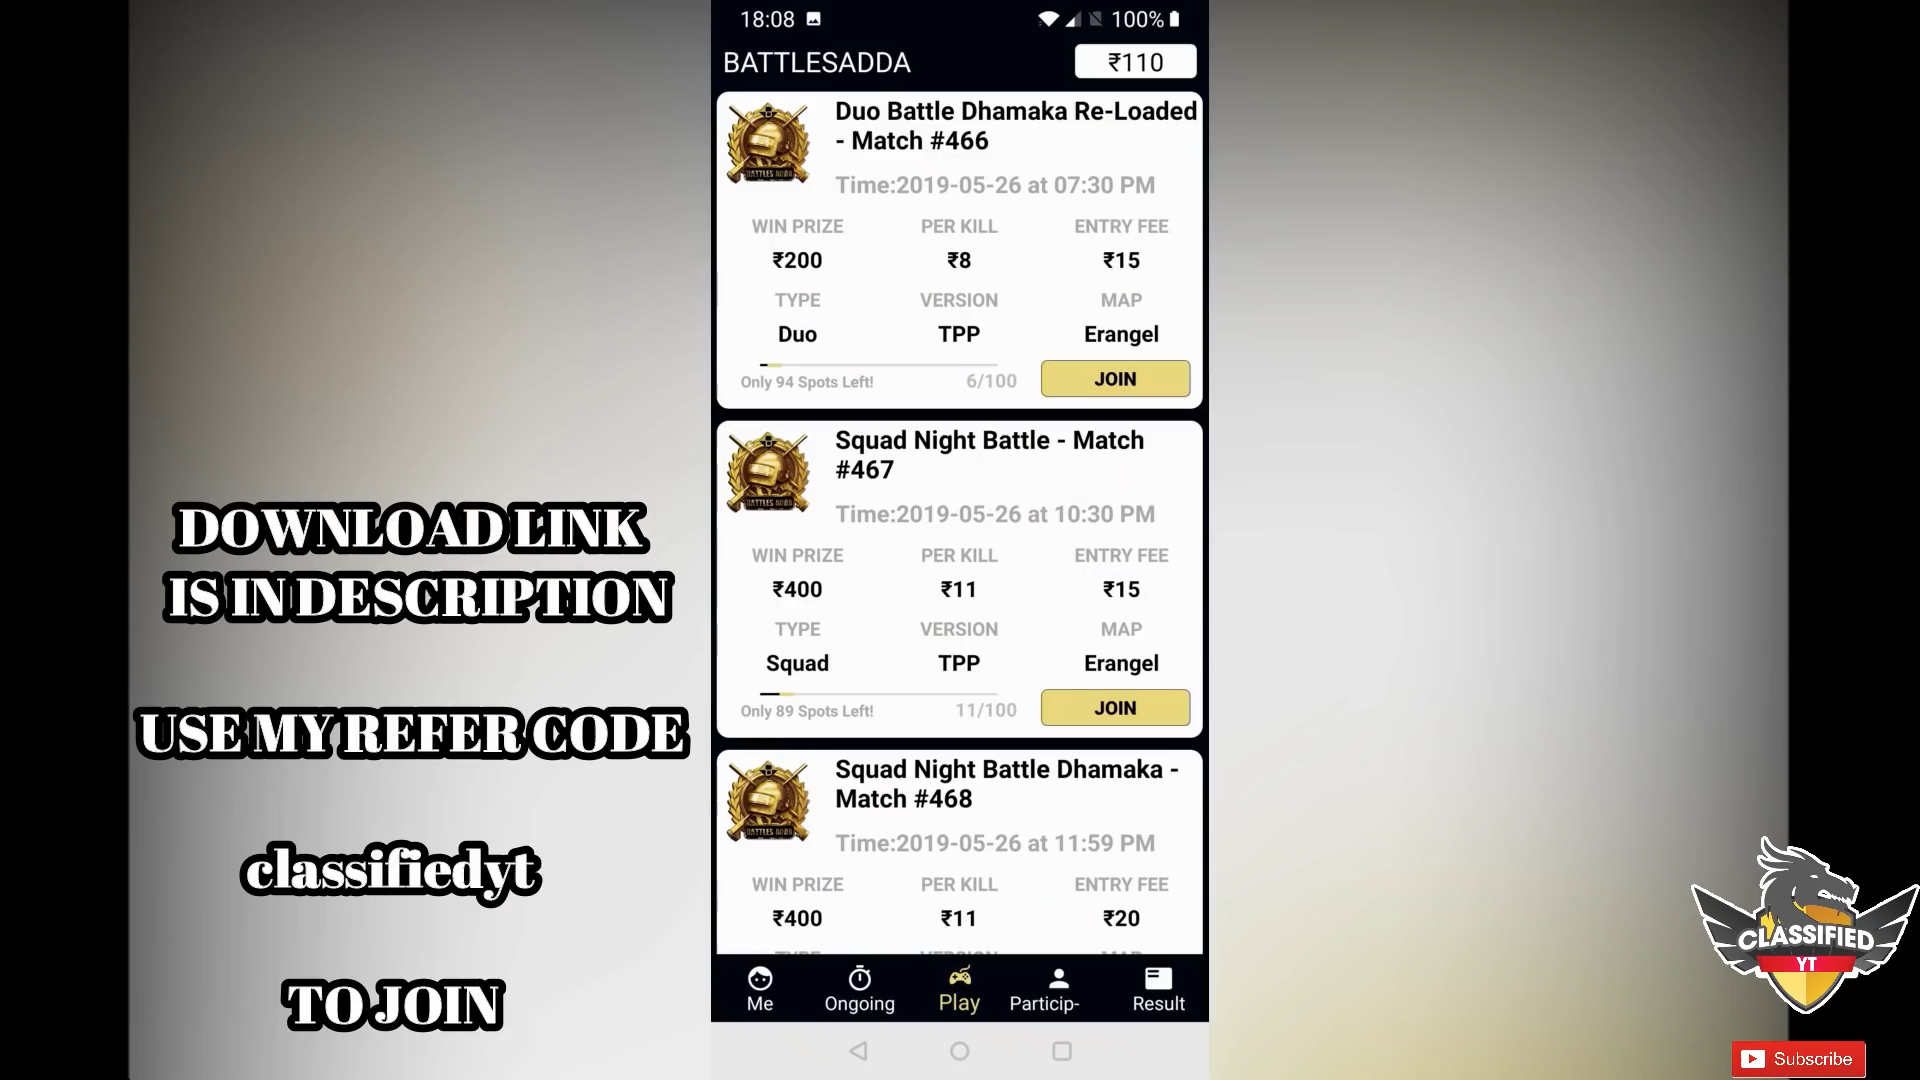 18:08
100%
BATTLESADDA
₹110
Duo Battle Dhamaka Re-Loaded
- Match #466
Time:2019-05-26 at 07:30 PM
WIN PRIZE PER KILL ENTRY FEE
₹200 ₹8 ₹15
TYPE VERSION MAP
Duo TPP Erangel
Only 94 Spots Left! 6/100 JOIN
BATTLES ADDA
Squad Night Battle - Match
#467
Time:2019-05-26 at 10:30 PM
WIN PRIZE PER KILL ENTRY FEE
₹400 ₹11 ₹15
TYPE VERSION MAP
Squad TPP Erangel
Only 89 Spots Left! 11/100 JOIN
BATTLES ADDA
Squad Night Battle Dhamaka -
Match #468
Time:2019-05-26 at 11:59 PM
WIN PRIZE PER KILL ENTRY FEE
₹400 ₹11 ₹20
BATTLES ADDA
Me Ongoing Play Particip- Result
DOWNLOAD LINK
IS IN DESCRIPTION
USE MY REFER CODE
classifiedyt
TO JOIN
CLASSIFIED
YT
Subscribe